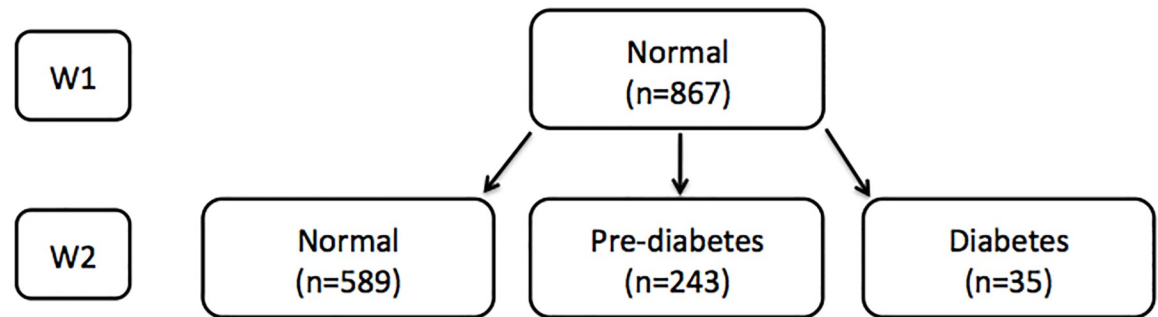 W1
Normal
(n=867)
W2
Normal
(n=589)
Pre-diabetes
(n=243)
Diabetes
(n=35)